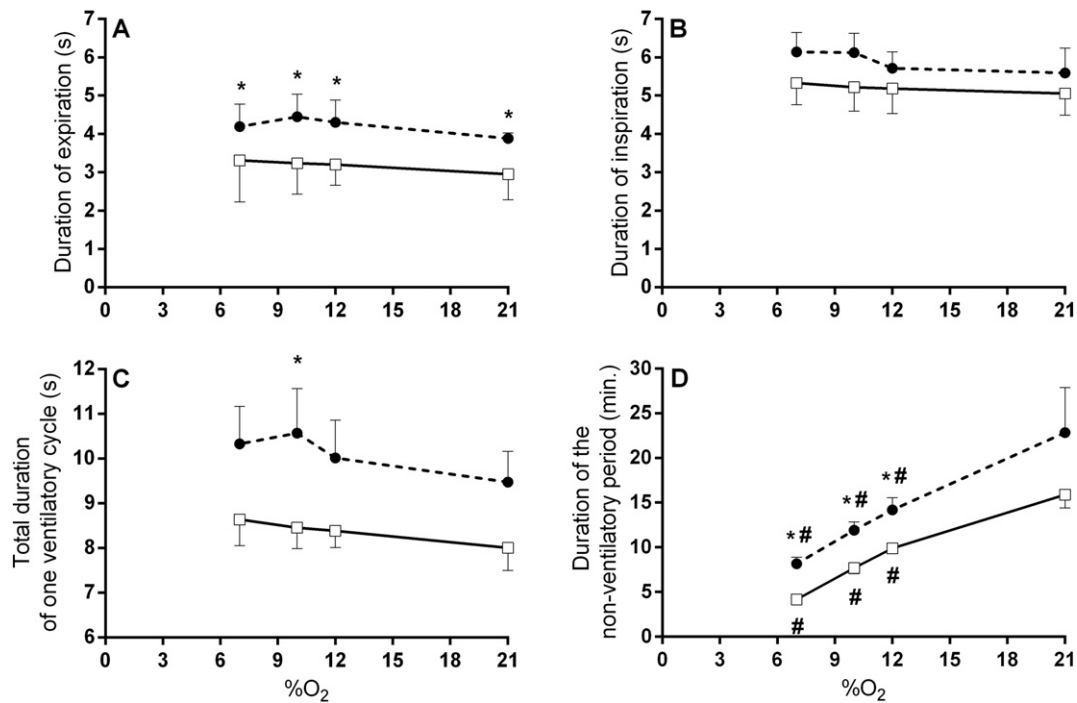 A
Duration of expiration (s)
7
6
5
4
3
2
1
0
* * * *
0 3 6 9 12 15 18 21
B
Duration of inspiration (s)
7
6
5
4
3
2
1
0
0 3 6 9 12 15 18 21
C
Total duration
of one ventilatory cycle (s)
12
11
10
9
8
7
6
*
0 3 6 9 12 15 18 21
%O₂
D
Duration of the
non-ventilatory period (min.)
30
25
20
15
10
5
0
*# *# *#
# # #
0 3 6 9 12 15 18 21
%O₂